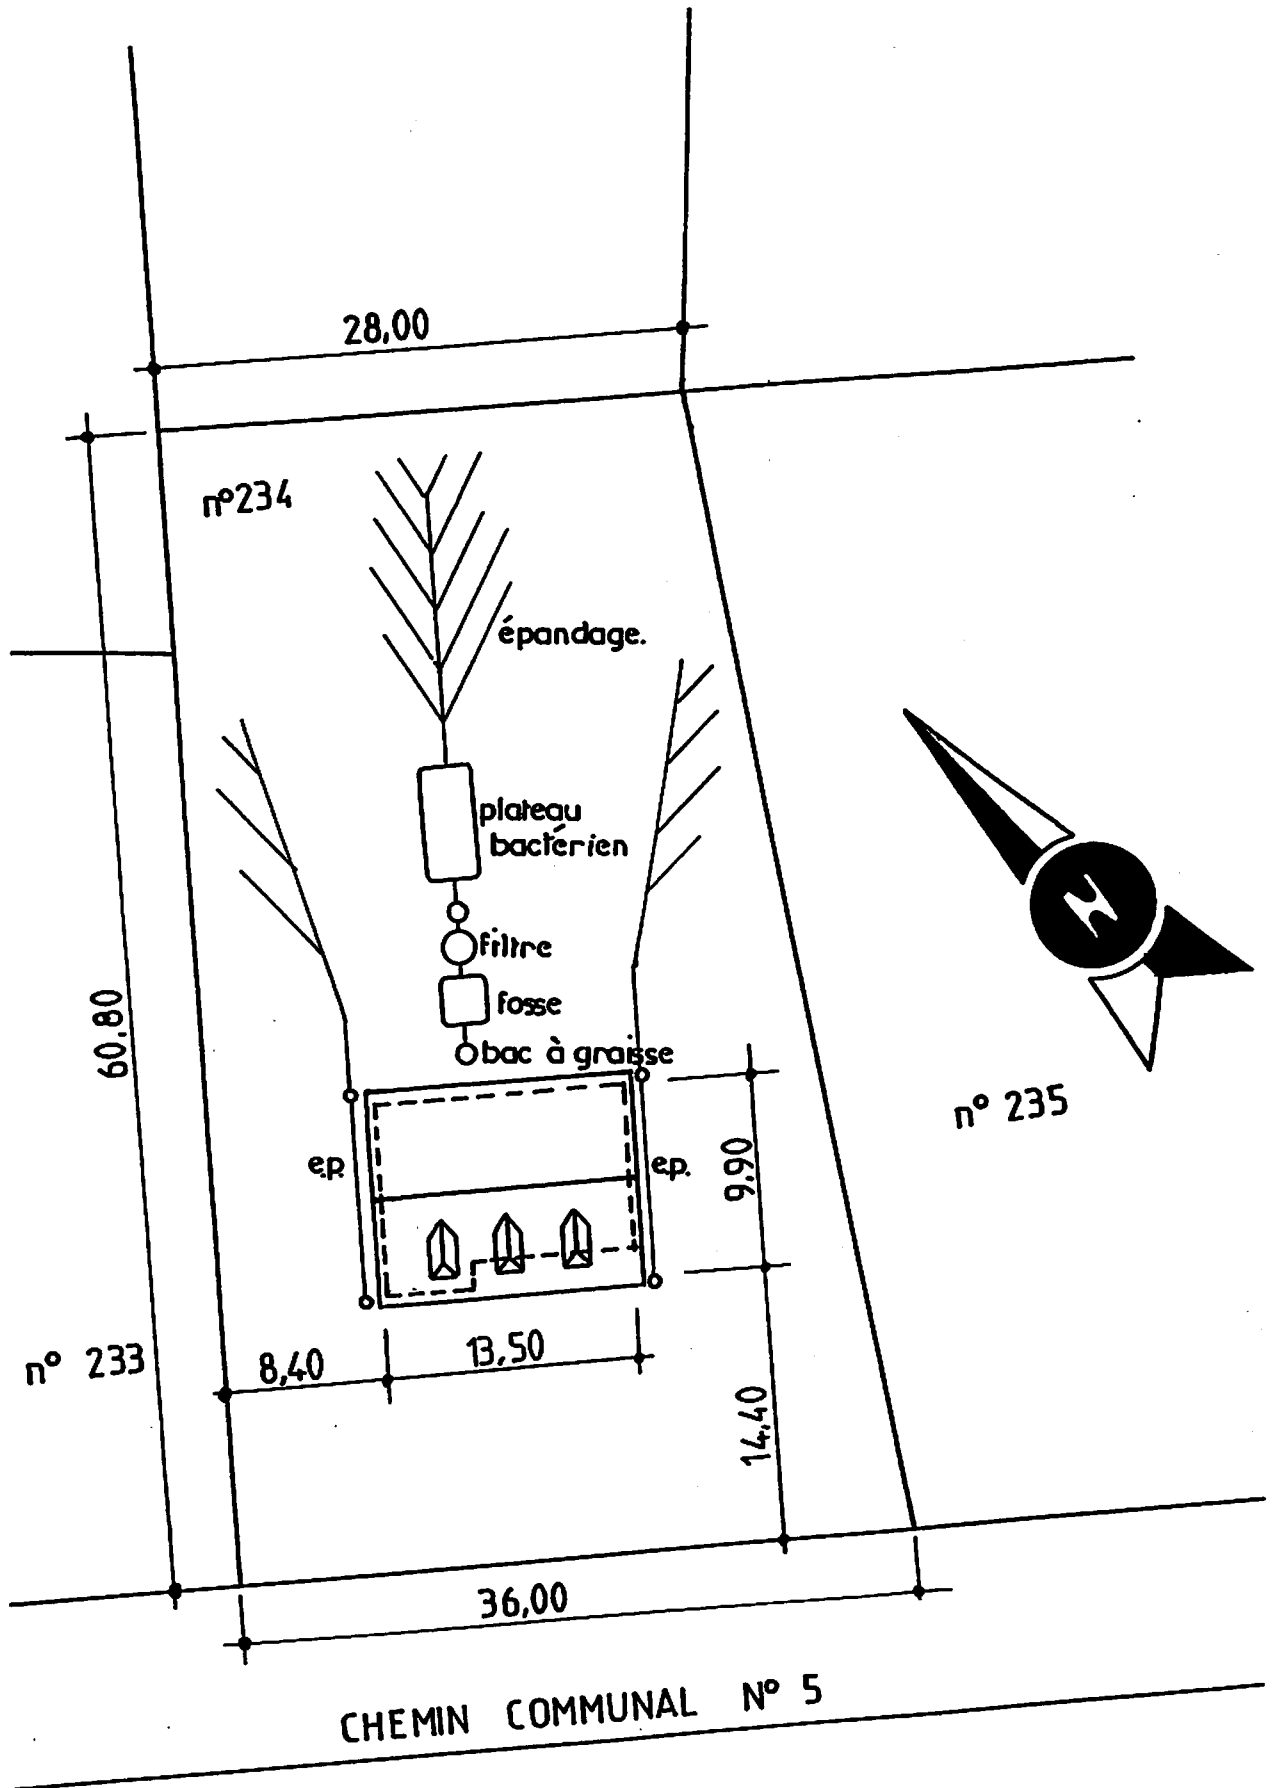 28,00
n°234
épandage.
plateau
bactérien
filtre
fosse
bac à graisse
60,80
N
n° 235
e.p.
e.p.
9,90
n° 233
8,40
13,50
14,40
36,00
CHEMIN COMMUNAL N° 5